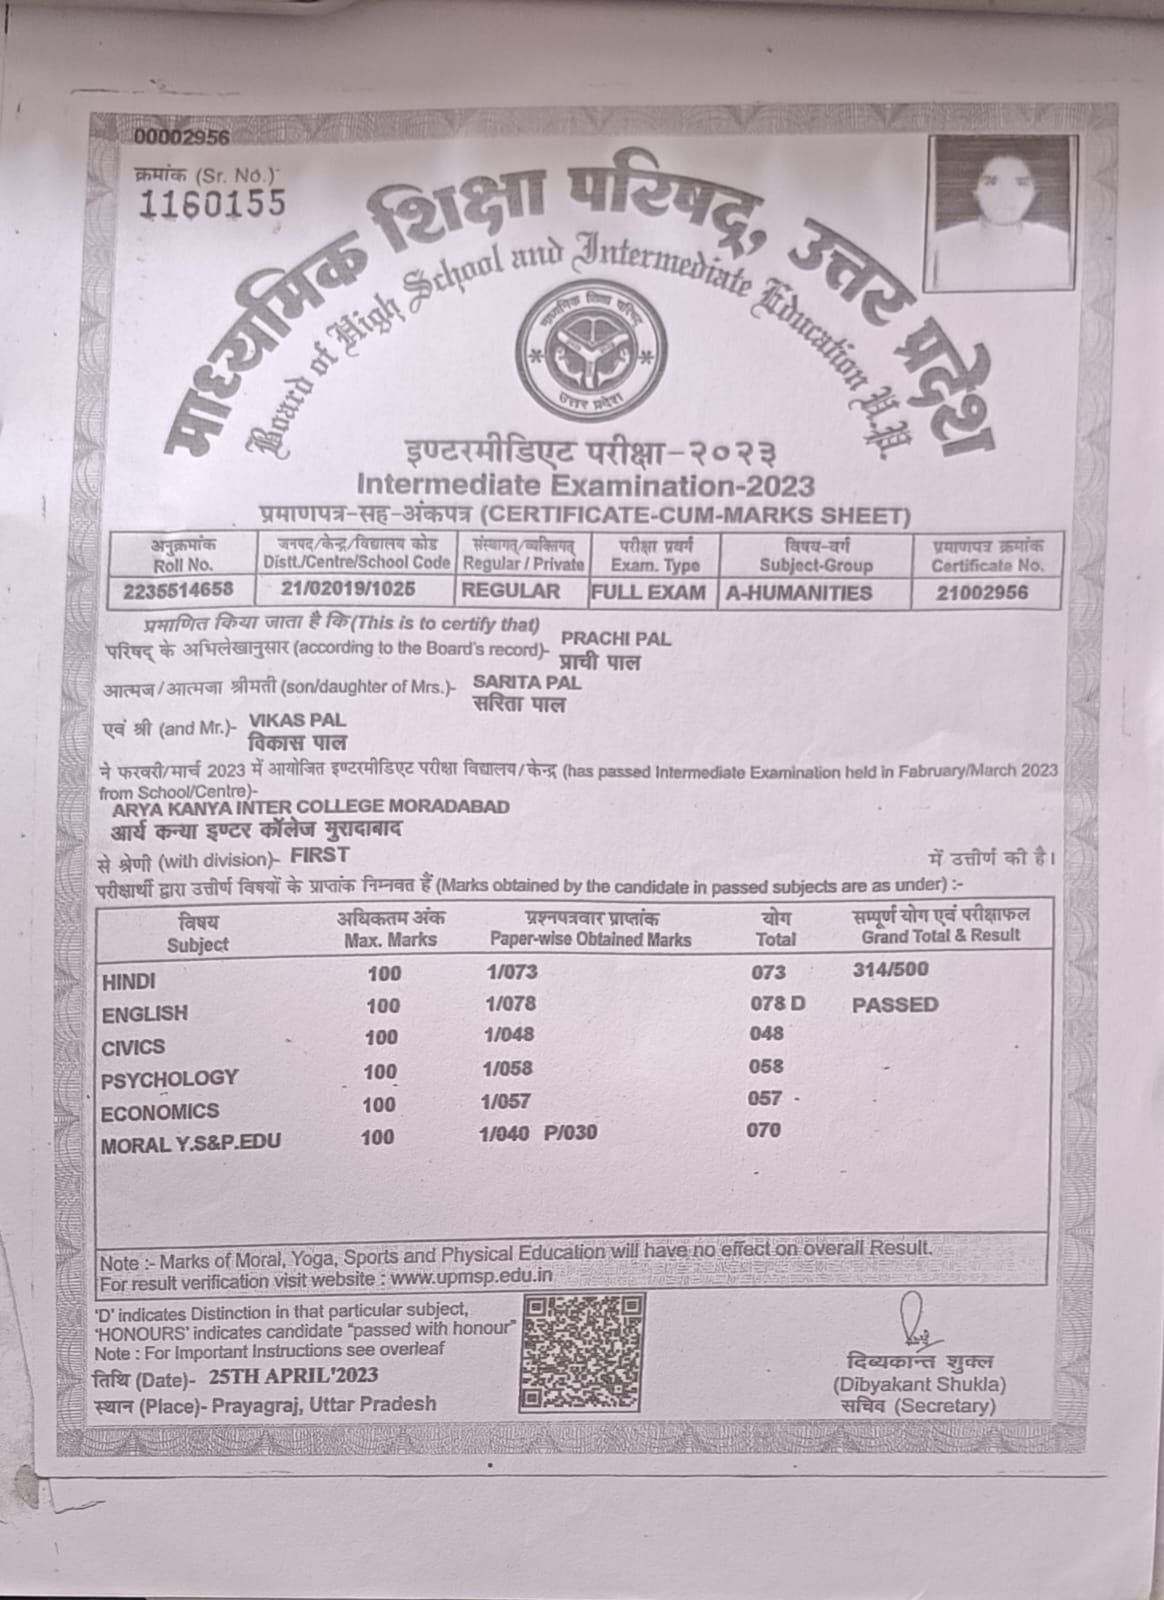 00002956
क्रमांक (Sr. No.)
1160155
माध्यमिक शिक्षा परिषद्, उत्तर प्रदेश
Board of High School and Intermediate Education U.P.
माध्यमिक शिक्षा परिषद
उत्तर प्रदेश
इण्टरमीडिएट परीक्षा-२०२३
Intermediate Examination-2023
प्रमाणपत्र-सह-अंकपत्र (CERTIFICATE-CUM-MARKS SHEET)
अनुक्रमांक जनपद/केन्द्र/विद्यालय कोड संस्थागत्/व्यक्तिगत् परीक्षा प्रवर्ग विषय-वर्ग प्रमाणपत्र क्रमांक
Roll No. Distt./Centre/School Code Regular / Private Exam. Type Subject-Group Certificate No.
2235514658 21/02019/1025 REGULAR FULL EXAM A-HUMANITIES 21002956
प्रमाणित किया जाता है कि(This is to certify that)
परिषद् के अभिलेखानुसार (according to the Board's record)- PRACHI PAL
प्राची पाल
आत्मज/आत्मजा श्रीमती (son/daughter of Mrs.)- SARITA PAL
सरिता पाल
एवं श्री (and Mr.)- VIKAS PAL
विकास पाल
ने फरवरी/मार्च 2023 में आयोजित इण्टरमीडिएट परीक्षा विद्यालय/केन्द्र (has passed Intermediate Examination held in Fabruary/March 2023
from School/Centre)-
ARYA KANYA INTER COLLEGE MORADABAD
आर्य कन्या इण्टर कॉलेज मुरादाबाद
से श्रेणी (with division)- FIRST में उत्तीर्ण की है।
परीक्षार्थी द्वारा उत्तीर्ण विषयों के प्राप्तांक निम्नवत हैं (Marks obtained by the candidate in passed subjects are as under) :-
विषय अधिकतम अंक प्रश्नपत्रवार प्राप्तांक योग सम्पूर्ण योग एवं परीक्षाफल
Subject Max. Marks Paper-wise Obtained Marks Total Grand Total & Result
HINDI 100 1/073 073 314/500
ENGLISH 100 1/078 078 D PASSED
CIVICS 100 1/048 048
PSYCHOLOGY 100 1/058 058
ECONOMICS 100 1/057 057
MORAL Y.S&P.EDU 100 1/040 P/030 070
Note :- Marks of Moral, Yoga, Sports and Physical Education will have no effect on overall Result.
For result verification visit website : www.upmsp.edu.in
'D' indicates Distinction in that particular subject,
'HONOURS' indicates candidate "passed with honour"
Note : For Important Instructions see overleaf
तिथि (Date)- 25TH APRIL'2023
स्थान (Place)- Prayagraj, Uttar Pradesh
दिब्यकान्त शुक्ल
(Dibyakant Shukla)
सचिव (Secretary)